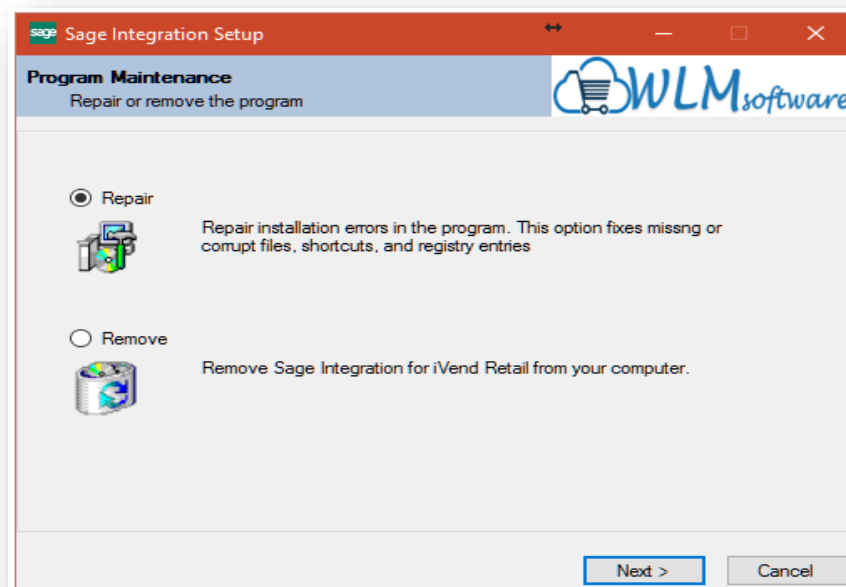 sage Sage Integration Setup
Program Maintenance
Repair or remove the program
WLMsoftware
Repair
Repair installation errors in the program. This option fixes missng or
corrupt files, shortcuts, and registry entries
Remove
Remove Sage Integration for iVend Retail from your computer.
Next >
Cancel